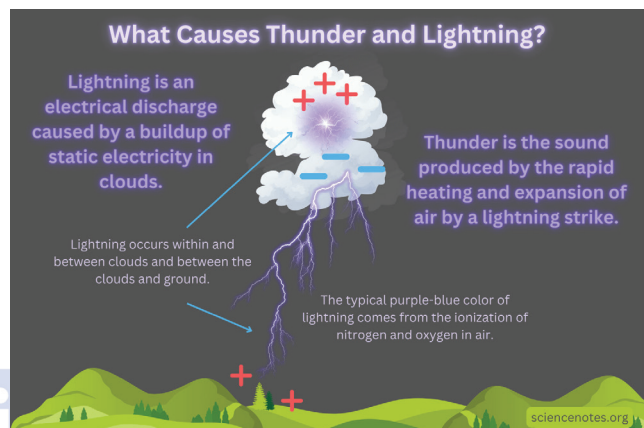 What Causes Thunder and Lightning?
Lightning is an
electrical discharge
caused by a buildup of
static electricity in
clouds.
Thunder is the sound
produced by the rapid
heating and expansion of
air by a lightning strike.
Lightning occurs within and
between clouds and between the
clouds and ground.
The typical purple-blue color of
lightning comes from the ionization of
nitrogen and oxygen in air.
sciencenotes.org